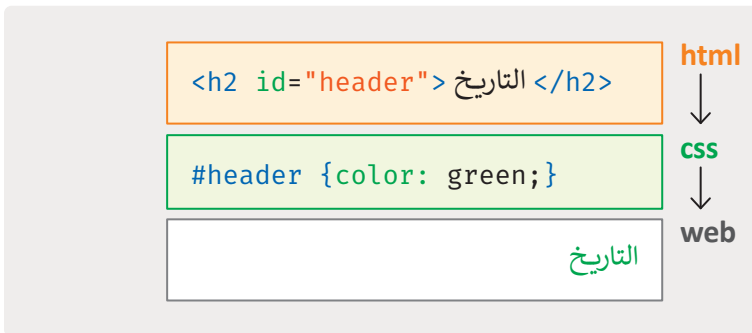 html
<h2 id="header"> التاريخ </h2>
css
#header {color: green;}
web
التاريخ